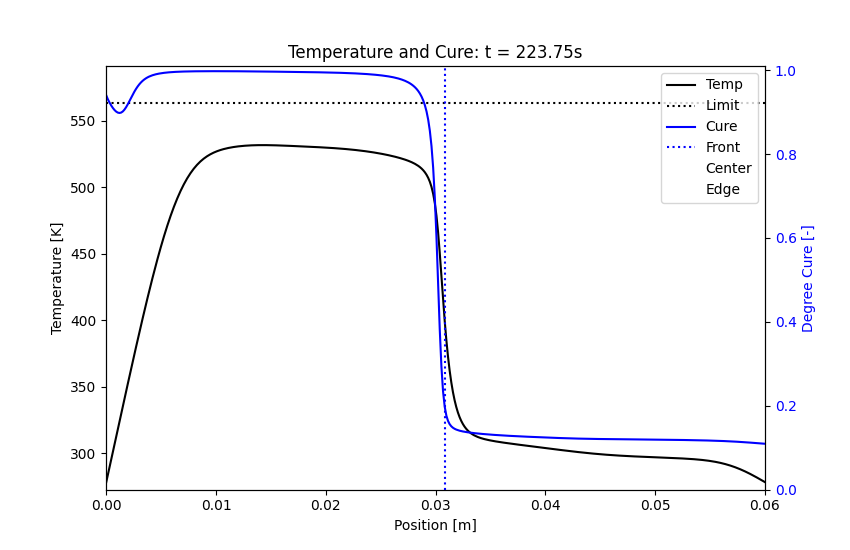 Temperature and Cure: t = 223.75s
Temp
Limit
Cure
Front
Center
Edge
550
500
450
400
350
300
Temperature [K]
1.0
0.8
0.6
0.4
0.2
0.0
Degree Cure [-]
0.00
0.01
0.02
0.03
0.04
0.05
0.06
Position [m]